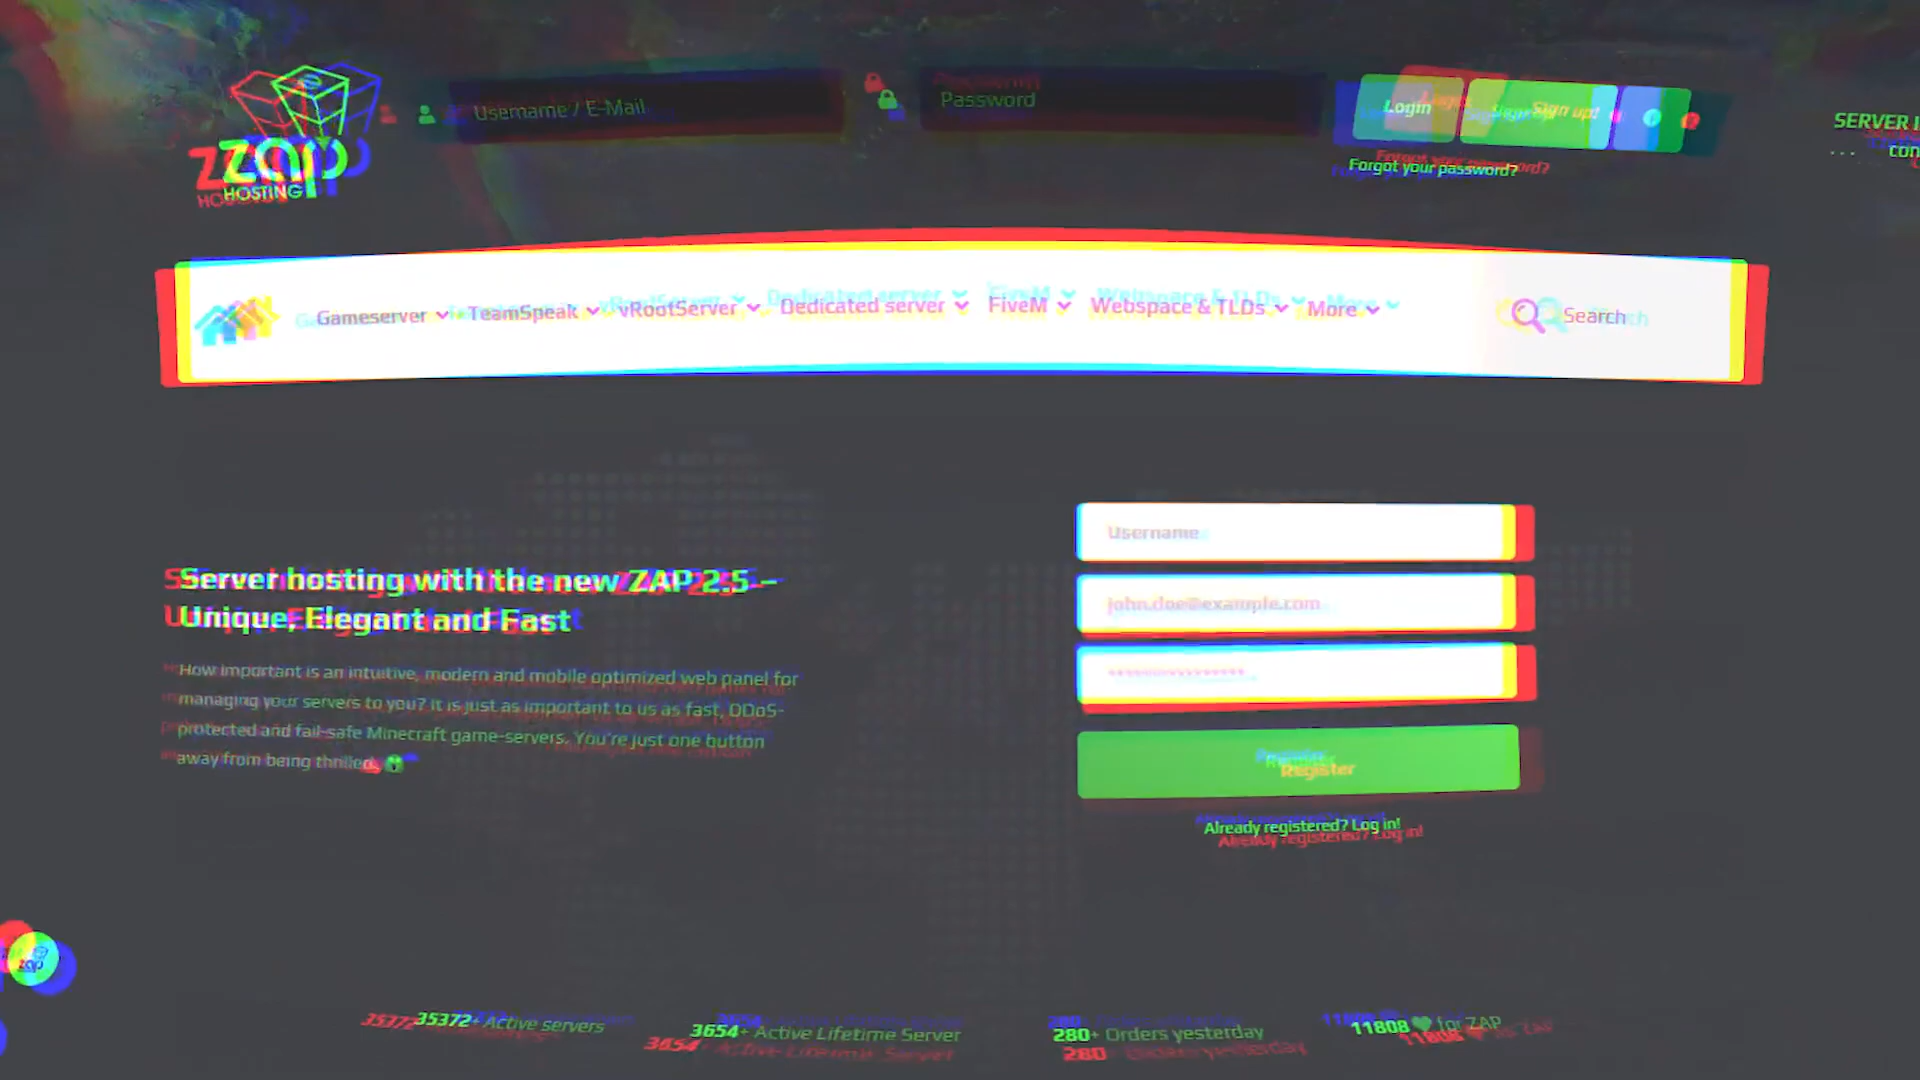 zap
HOSTING
Username / E-Mail
Password
Login
Sign up!
Forgot your password?
SERVER
con
Gameserver
TeamSpeak
vRootServer
Dedicated server
FiveM
Webspace & TLDs
More
Search
Server hosting with the new ZAP 2.5 –
Unique, Elegant and Fast
How important is an intuitive, modern and mobile optimized web panel for
managing your servers to you? It is just as important to us as fast, DDoS-
protected and fail-safe Minecraft game-servers. You're just one button
away from being thrilled.
Username
john.doe@example.com
Register
Already registered? Log in!
zap
35372+ Active servers
3654+ Active Lifetime Server
280+ Orders yesterday
11808 for ZAP